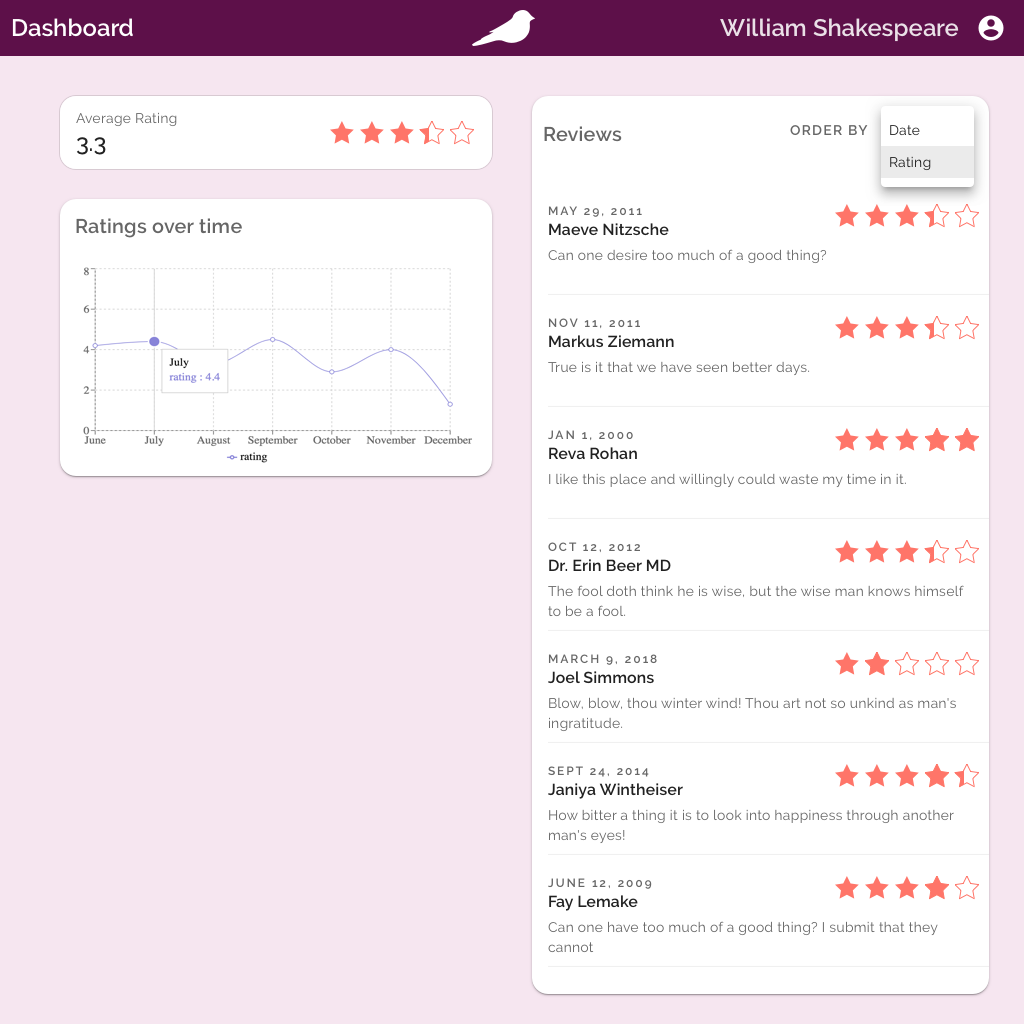 Dashboard
William Shakespeare
Average Rating
3.3
Ratings over time
8
6
4
2
0
July
rating : 4.4
June
July
August
September
October
November
December
rating
Reviews
ORDER BY
Date
Rating
MAY 29, 2011
Maeve Nitzsche
Can one desire too much of a good thing?
NOV 11, 2011
Markus Ziemann
True is it that we have seen better days.
JAN 1, 2000
Reva Rohan
I like this place and willingly could waste my time in it.
OCT 12, 2012
Dr. Erin Beer MD
The fool doth think he is wise, but the wise man knows himself
to be a fool.
MARCH 9, 2018
Joel Simmons
Blow, blow, thou winter wind! Thou art not so unkind as man's
ingratitude.
SEPT 24, 2014
Janiya Wintheiser
How bitter a thing it is to look into happiness through another
man's eyes!
JUNE 12, 2009
Fay Lemake
Can one have too much of a good thing? I submit that they
cannot